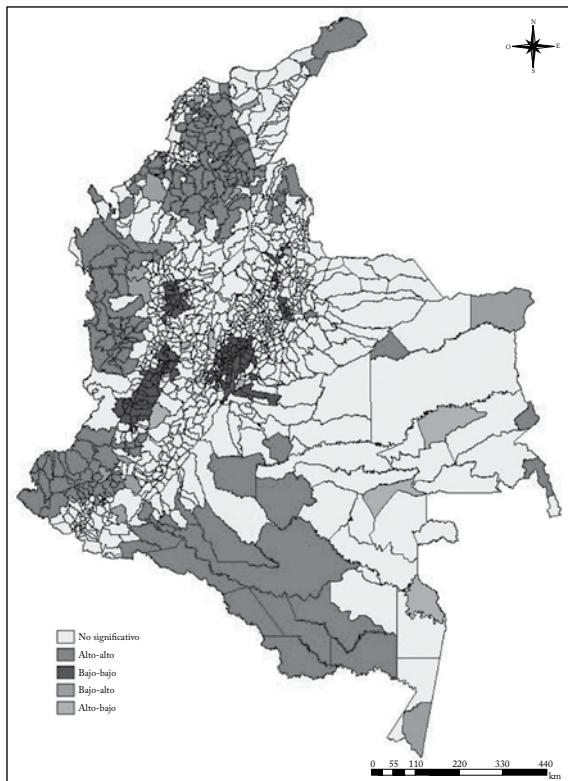 N
O E
S
No significativo
Alto-alto
Bajo-bajo
Bajo-alto
Alto-bajo
0 55 110 220 330 440
km